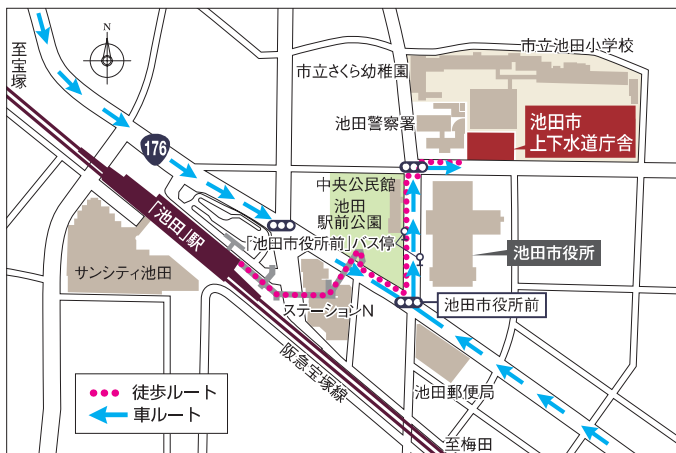 至宝塚
N
市立池田小学校
市立さくら幼稚園
池田警察署
池田市
上下水道庁舎
176
中央公民館
池田
駅前公園
「池田」駅
「池田市役所前」バス停
池田市役所
サンシティ池田
ステーションN
池田市役所前
阪急宝塚線
池田郵便局
徒歩ルート
車ルート
至梅田